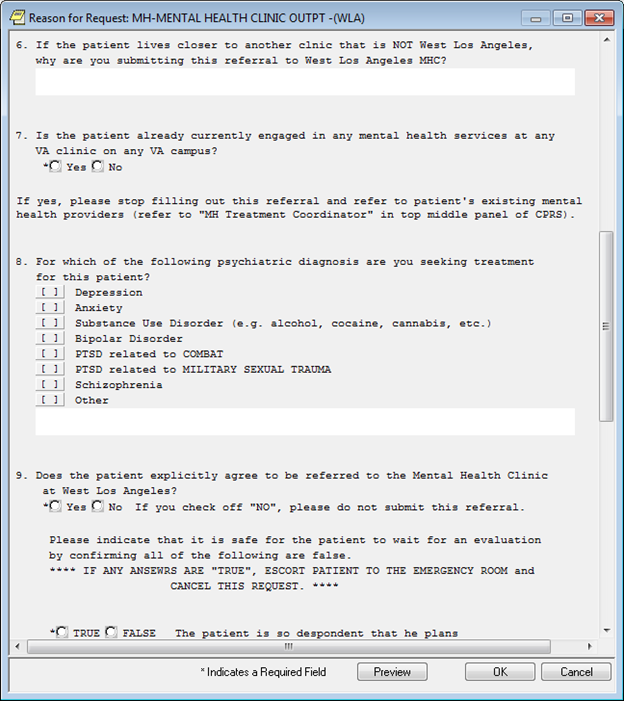 Reason for Request: MH-MENTAL HEALTH CLINIC OUTPT -(WLA)
6. If the patient lives closer to another clnic that is NOT West Los Angeles,
why are you submitting this referral to West Los Angeles MHC?
7. Is the patient already currently engaged in any mental health services at any
VA clinic on any VA campus?
* Yes No
If yes, please stop filling out this referral and refer to patient's existing mental
health providers (refer to "MH Treatment Coordinator" in top middle panel of CPRS).
8. For which of the following psychiatric diagnosis are you seeking treatment
for this patient?
[ ] Depression
[ ] Anxiety
[ ] Substance Use Disorder (e.g. alcohol, cocaine, cannabis, etc.)
[ ] Bipolar Disorder
[ ] PTSD related to COMBAT
[ ] PTSD related to MILITARY SEXUAL TRAUMA
[ ] Schizophrenia
[ ] Other
9. Does the patient explicitly agree to be referred to the Mental Health Clinic
at West Los Angeles?
* Yes No If you check off "NO", please do not submit this referral.
Please indicate that it is safe for the patient to wait for an evaluation
by confirming all of the following are false.
**** IF ANY ANSEWRS ARE "TRUE", ESCORT PATIENT TO THE EMERGENCY ROOM and
CANCEL THIS REQUEST. ****
* TRUE FALSE The patient is so despondent that he plans
* Indicates a Required Field Preview OK Cancel